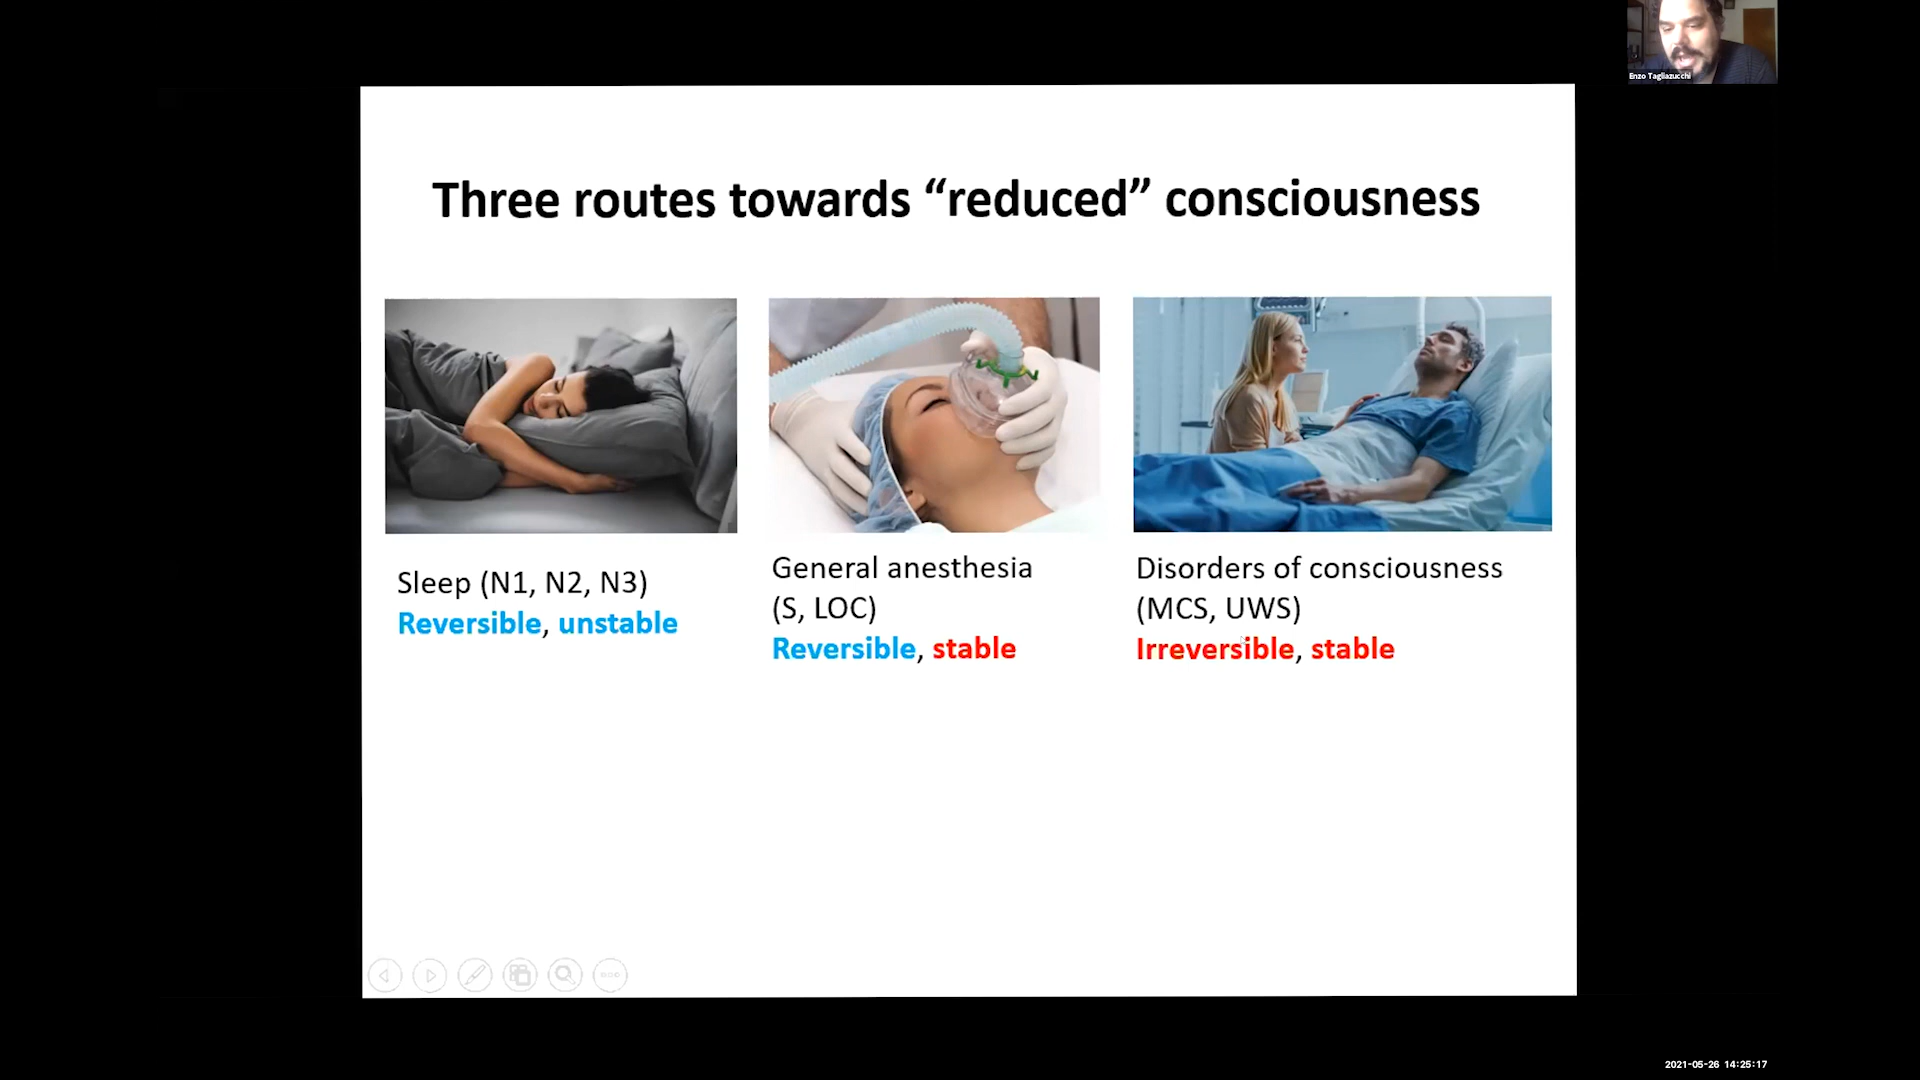 Enzo Tagliazucchi
Three routes towards “reduced” consciousness
Sleep (N1, N2, N3)
Reversible, unstable
General anesthesia
(S, LOC)
Reversible, stable
Disorders of consciousness
(MCS, UWS)
Irreversible, stable
2021-05-26 14:25:17